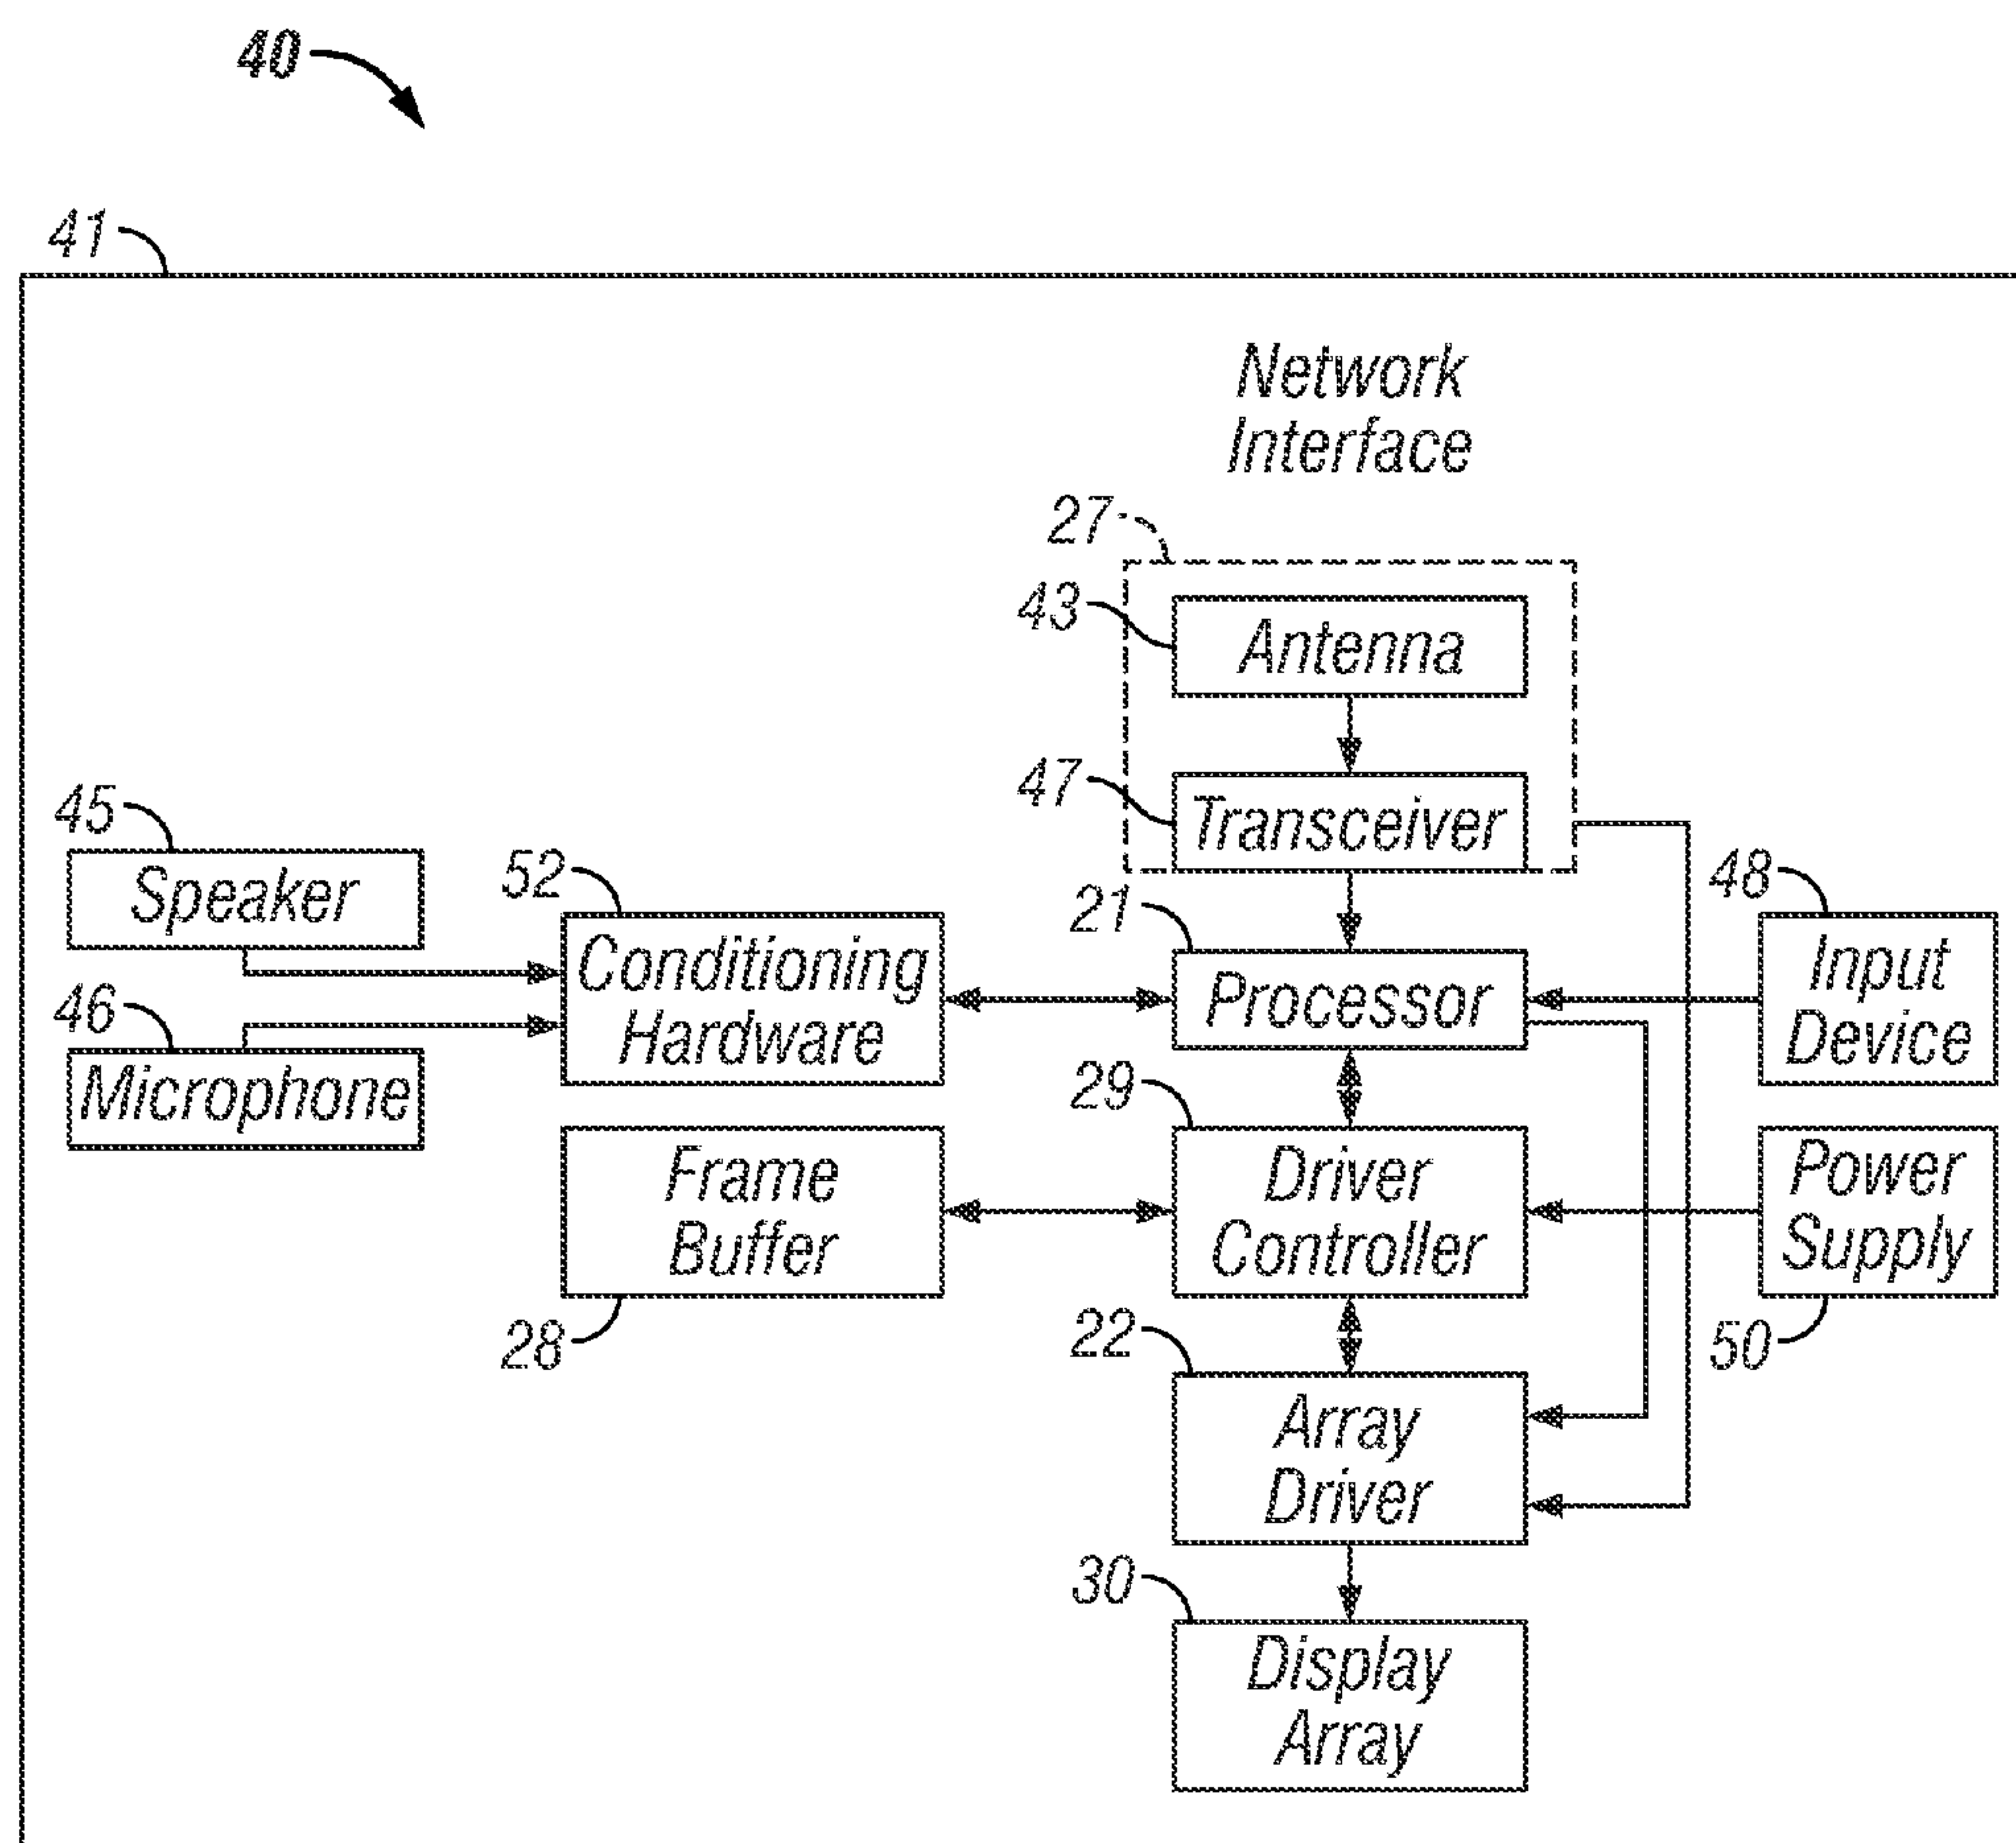 40
41
Network
Interface
27
43
Antenna
47
Transceiver
45
Speaker
52
Conditioning
Hardware
21
Processor
48
Input
Device
46
Microphone
29
Driver
Controller
Frame
Buffer
28
Power
Supply
50
22
Array
Driver
30
Display
Array